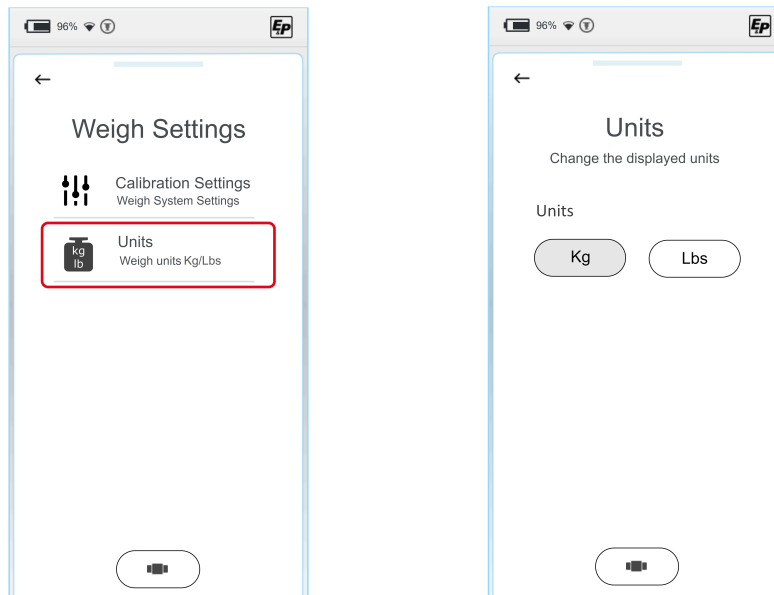 96%
EP
Weigh Settings
Calibration Settings
Weigh System Settings
kg
lb
Units
Weigh units Kg/Lbs
96%
EP
Units
Change the displayed units
Units
Kg
Lbs